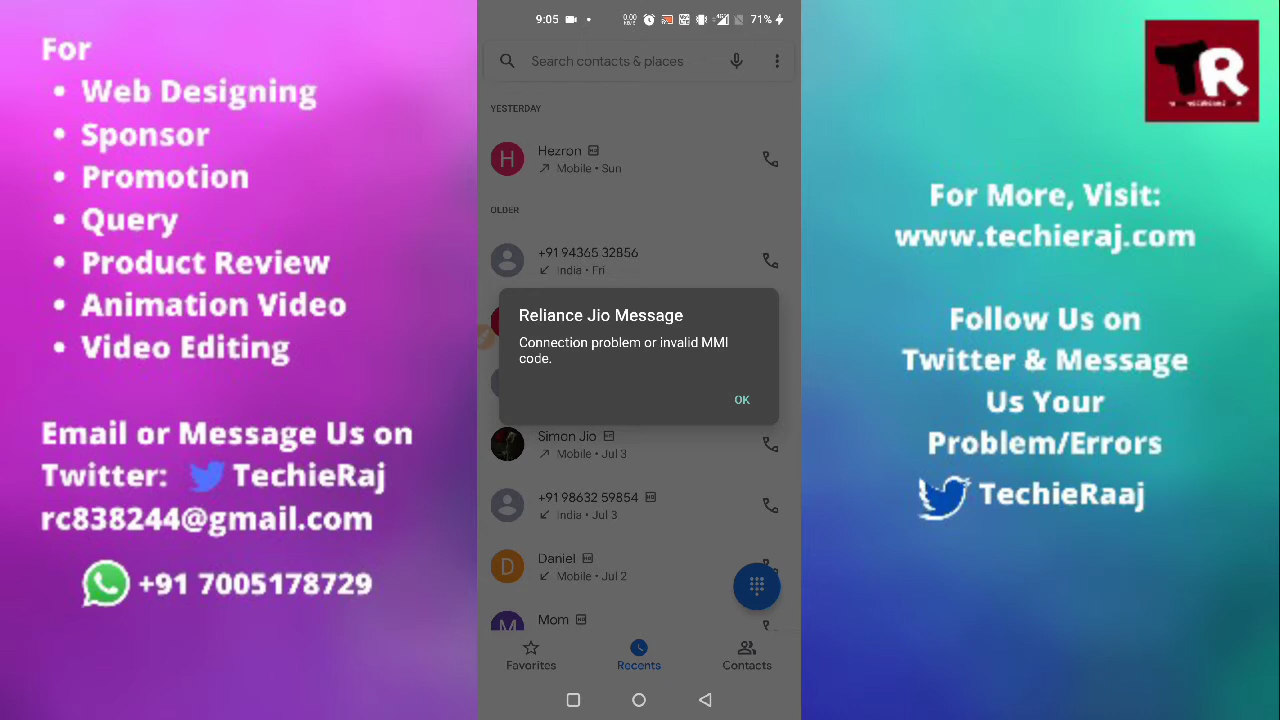 For
• Web Designing
• Sponsor
• Promotion
• Query
• Product Review
• Animation Video
• Video Editing
Email or Message Us on
Twitter: TechieRaj
rc838244@gmail.com
+91 7005178729
9:05
71%
Search contacts & places
YESTERDAY
H
Hezron
Mobile • Sun
OLDER
+91 94365 32856
India • Fri
Reliance Jio Message
Connection problem or invalid MMI
code.
OK
Simon Jio
Mobile • Jul 3
+91 98632 59854
India • Jul 3
D
Daniel
Mobile • Jul 2
M
Mom
Favorites
Recents
Contacts
TR
For More, Visit:
www.techieraj.com
Follow Us on
Twitter & Message
Us Your
Problem/Errors
TechieRaaj